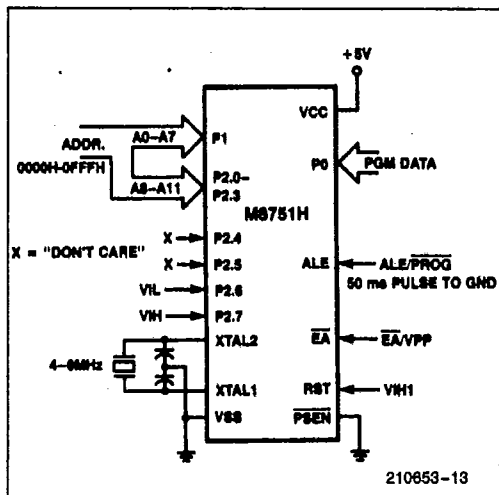 +5V
VCC
ADDR.
0000H-0FFFH
A0-A7
P1
P0
PGM DATA
A8-A11
P2.0-
P2.3
M8751H
X = "DON'T CARE"
X
P2.4
X
P2.5
ALE
ALE/PROG
50 ms PULSE TO GND
VIL
P2.6
VIH
P2.7
EA
EA/VPP
4-6MHz
XTAL2
XTAL1
RST
VIH1
VSS
PSEN
210653-13